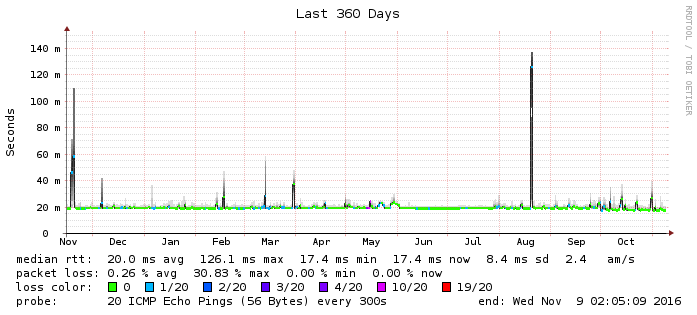 Last 360 Days
RRDTOOL / TOBI OETIKER
Seconds
140 m
120 m
100 m
80 m
60 m
40 m
20 m
0
Nov Dec Jan Feb Mar Apr May Jun Jul Aug Sep Oct
median rtt: 20.0 ms avg 126.1 ms max 17.4 ms min 17.4 ms now 8.4 ms sd 2.4 am/s
packet loss: 0.26 % avg 30.83 % max 0.00 % min 0.00 % now
loss color: 0 1/20 2/20 3/20 4/20 10/20 19/20
probe: 20 ICMP Echo Pings (56 Bytes) every 300s end: Wed Nov 9 02:05:09 2016